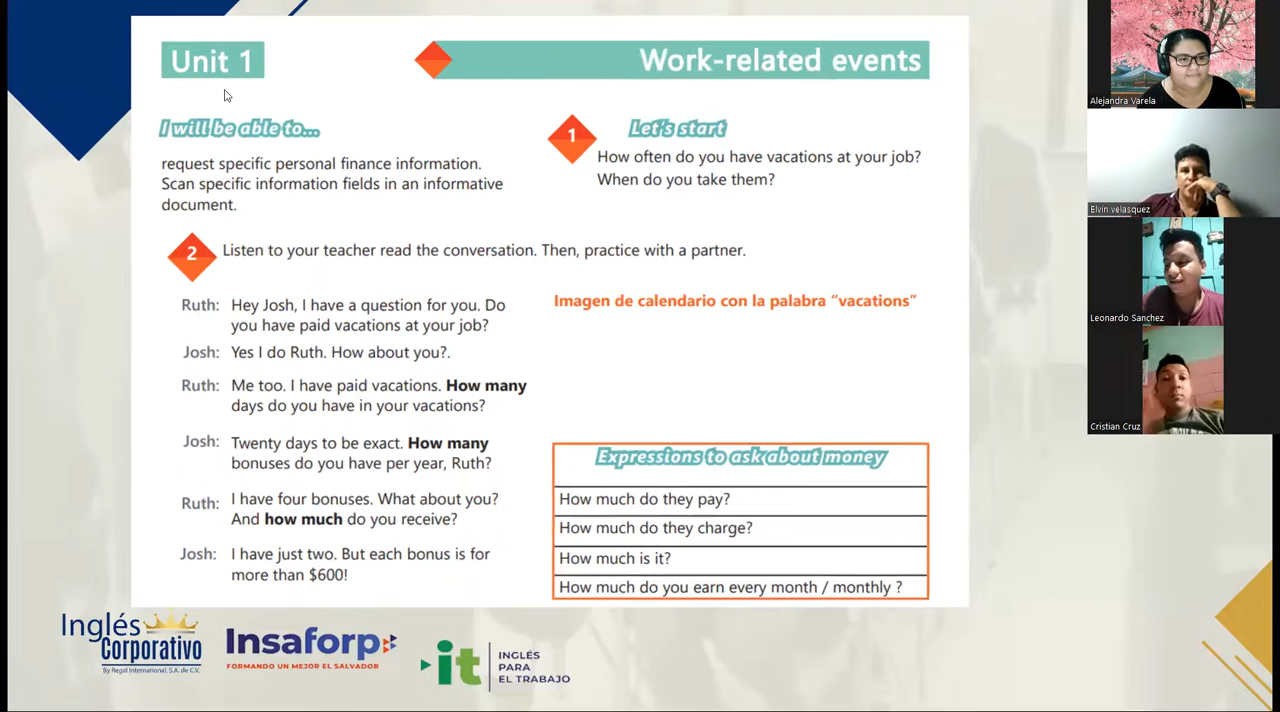 Unit 1
Work-related events
I will be able to...
request specific personal finance information.
Scan specific information fields in an informative
document.
1
Let's start
How often do you have vacations at your job?
When do you take them?
2
Listen to your teacher read the conversation. Then, practice with a partner.
Ruth: Hey Josh, I have a question for you. Do
you have paid vacations at your job?
Josh: Yes I do Ruth. How about you?.
Ruth: Me too. I have paid vacations. How many
days do you have in your vacations?
Josh: Twenty days to be exact. How many
bonuses do you have per year, Ruth?
Ruth: I have four bonuses. What about you?
And how much do you receive?
Josh: I have just two. But each bonus is for
more than $600!
Imagen de calendario con la palabra “vacations”
Expressions to ask about money
How much do they pay?
How much do they charge?
How much is it?
How much do you earn every month / monthly ?
Inglés
Corporativo
By Regal International, S.A. de C.V.
Insaforp
FORMANDO UN MEJOR EL SALVADOR
it
INGLÉS
PARA
EL TRABAJO
Alejandra Varela
Elvin velasquez
Leonardo Sanchez
Cristian Cruz